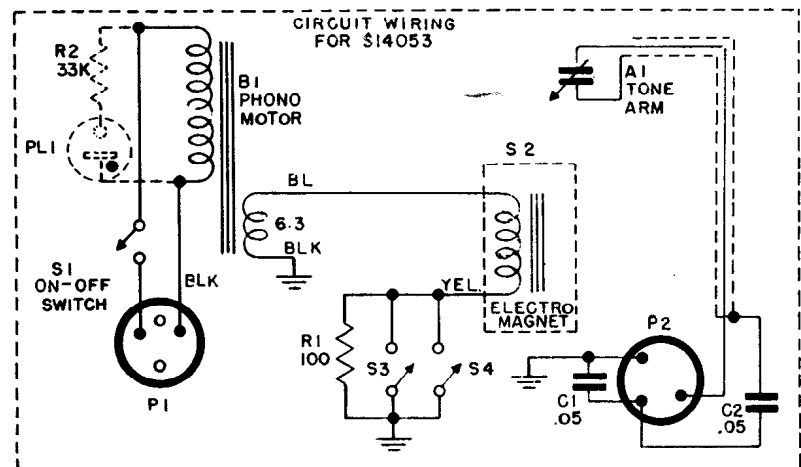 CIRCUIT WIRING
FOR S14053
R2
33K
B1
PHONO
MOTOR
A1
TONE
ARM
PL1
S2
BL
6.3
BLK
S1
ON-OFF
SWITCH
BLK
YEL.
ELECTRO
MAGNET
P2
R1
100
S3
S4
C1
.05
C2
.05
P1